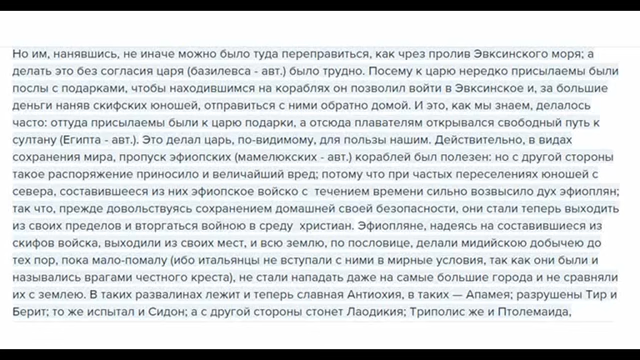 Но им, нанявшись, не иначе можно было туда переправиться, как чрез пролив Эвксинского моря; а
делать это без согласия царя (базилевса - авт.) было трудно. Посему к царю нередко присылаемы были
послы с подарками, чтобы находившимся на кораблях он позволил войти в Эвксинское и, за большие
деньги наняв скифских юношей, отправиться с ними обратно домой. И это, как мы знаем, делалось
часто: оттуда присылаемы были к царю подарки, а отсюда плавателям открывался свободный путь к
султану (Египта - авт.). Это делал царь, по-видимому, для пользы нашим. Действительно, в видах
сохранения мира, пропуск эфиопских (мамелюкских - авт.) кораблей был полезен: но с другой стороны
такое распоряжение приносило и величайший вред; потому что при частых переселениях юношей с
севера, составившееся из них эфиопское войско с течением времени сильно возвысило дух эфиоплян;
так что, прежде довольствуясь сохранением домашней своей безопасности, они стали теперь выходить
из своих пределов и вторгаться войною в среду христиан. Эфиопляне, надеясь на составившиеся из
скифов войска, выходили из своих мест, и всю землю, по пословице, делали мидийскою добычею до
тех пор, пока мало-помалу (ибо итальянцы не вступали с ними в мирные условия, так как они были и
назывались врагами честного креста), не стали нападать даже на самые большие города и не сравняли
их с землею. В таких развалинах лежит и теперь славная Антиохия, в таких — Апамея; разрушены Тир и
Берит; то же испытал и Сидон; а с другой стороны стонет Лаодикия; Триполис же и Птолемаида,